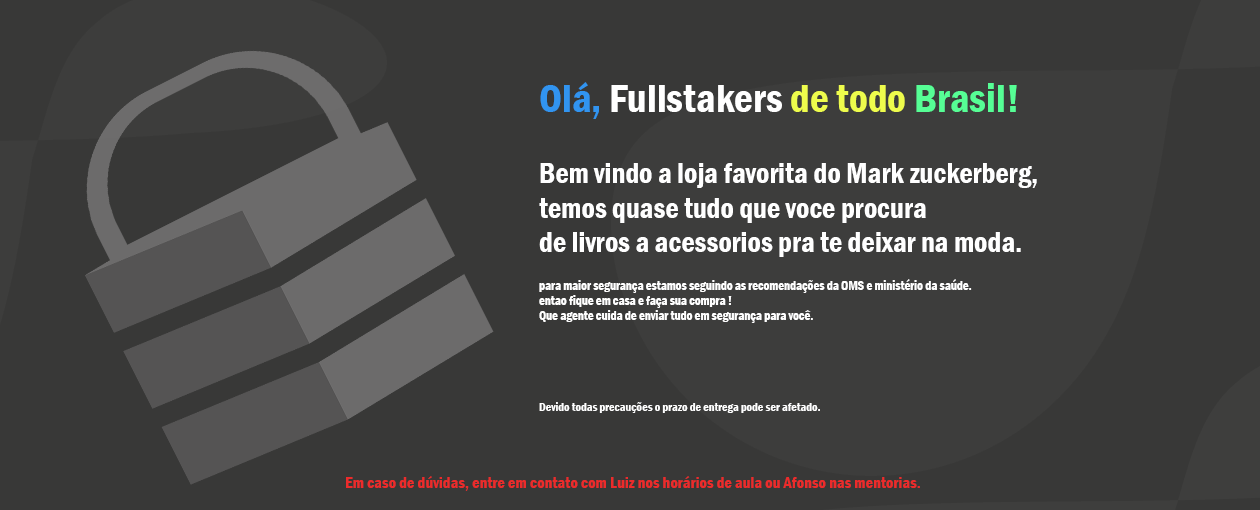 Olá, Fullstakers de todo Brasil!
Bem vindo a loja favorita do Mark zuckerberg,
temos quase tudo que voce procura
de livros a acessorios pra te deixar na moda.
para maior segurança estamos seguindo as recomendações da OMS e ministério da saúde.
entao fique em casa e faça sua compra !
Que agente cuida de enviar tudo em segurança para você.
Devido todas precauções o prazo de entrega pode ser afetado.
Em caso de dúvidas, entre em contato com Luiz nos horários de aula ou Afonso nas mentorias.